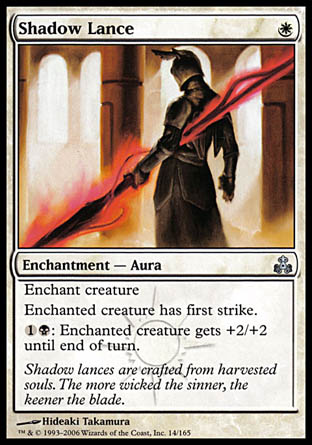 Shadow Lance
Enchantment — Aura
Enchant creature
Enchanted creature has first strike.
1: Enchanted creature gets +2/+2
until end of turn.
Shadow lances are crafted from harvested
souls. The more wicked the sinner, the
keener the blade.
Hideaki Takamura
™ & © 1993–2006 Wizards of the Coast, Inc. 14/165